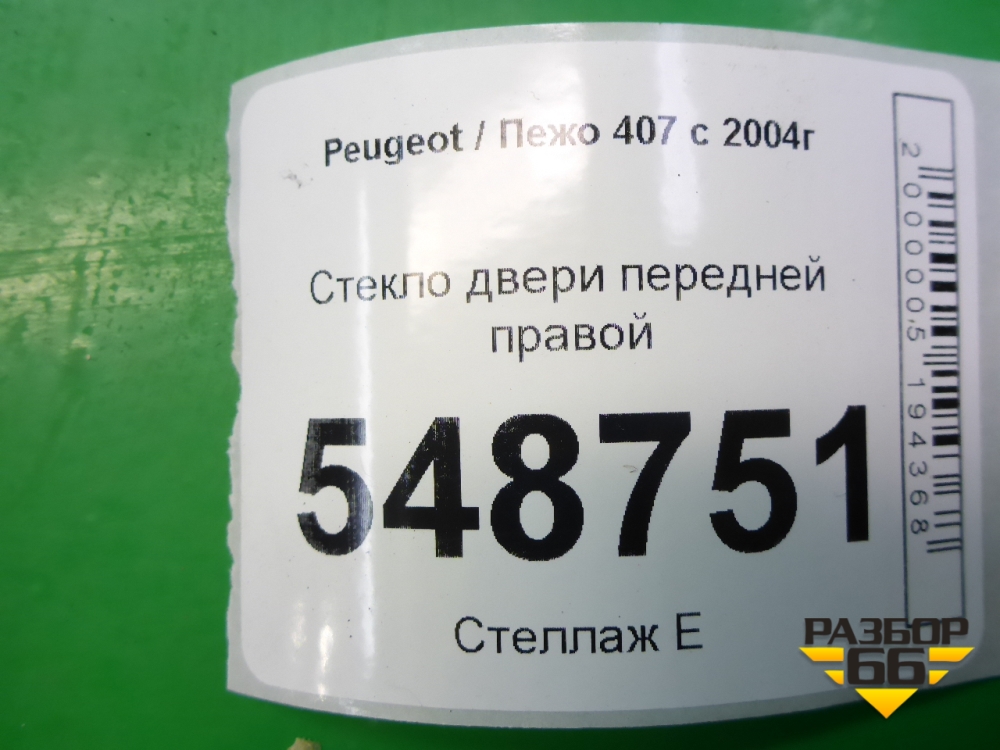 Peugeot / Пежо 407 с 2004г
Стекло двери передней
правой
548751
Стеллаж Е
2000005194368
РАЗБОР
66